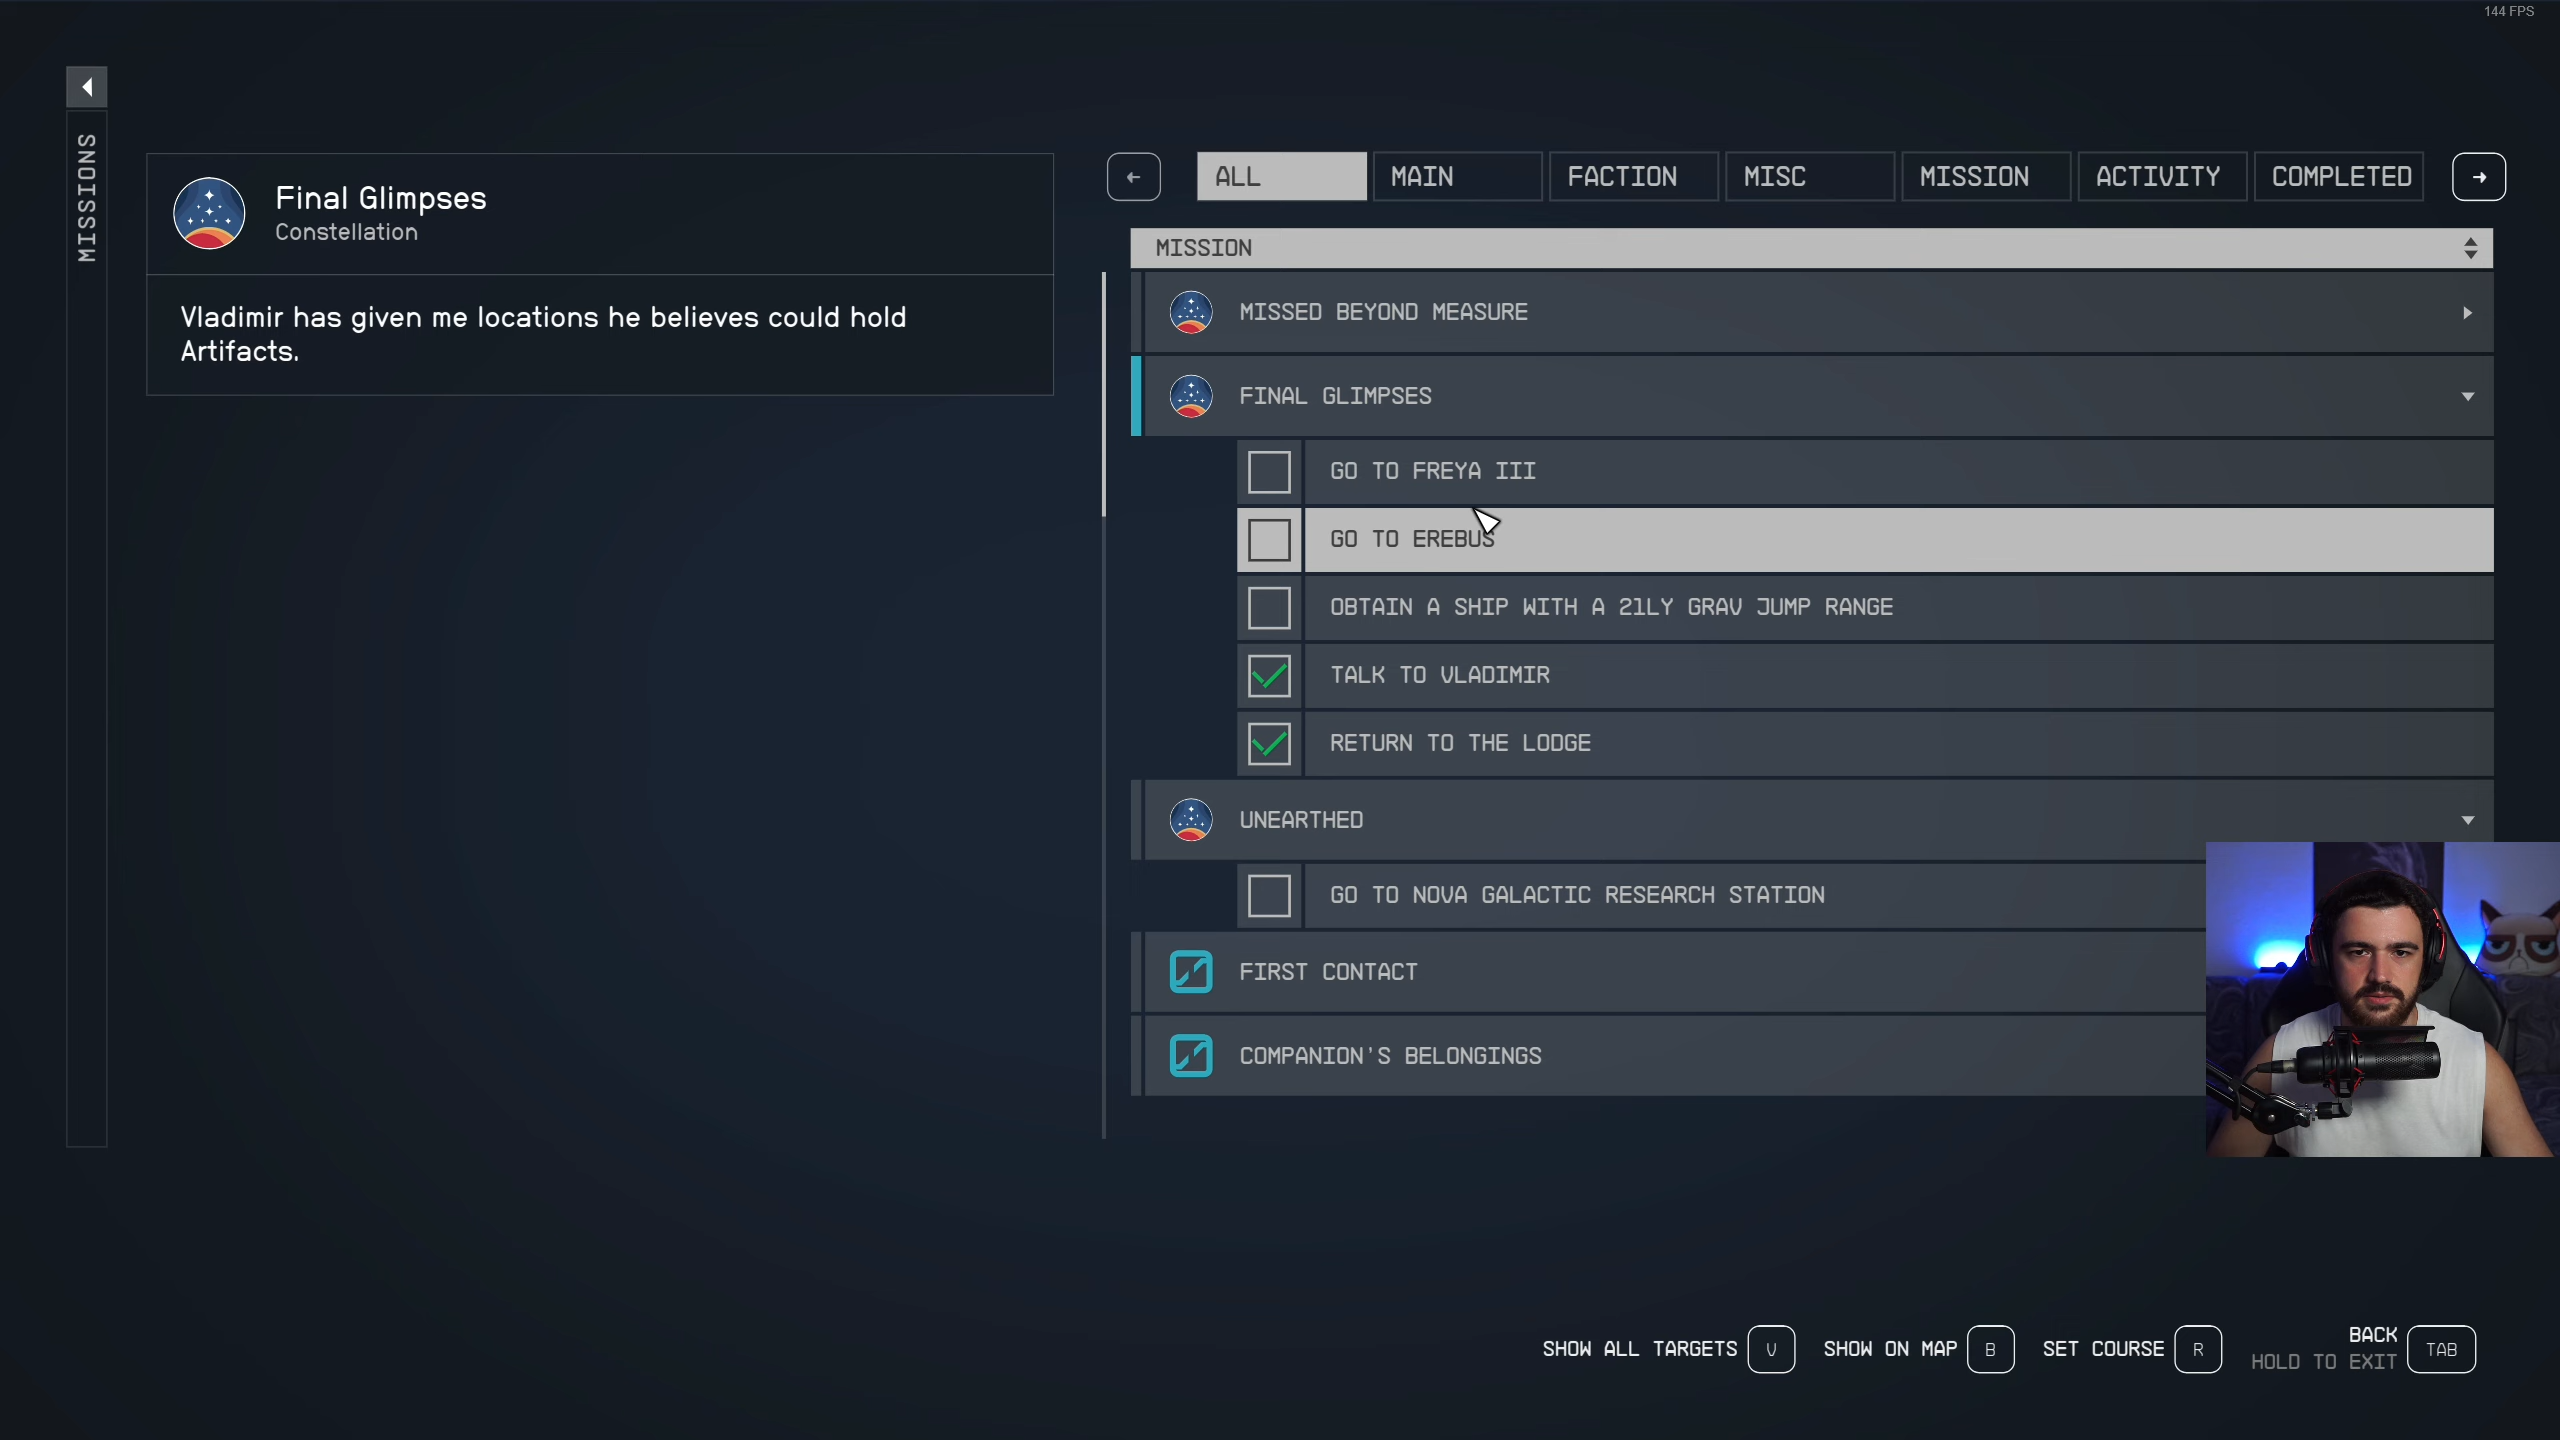 144 FPS
MISSIONS
Final Glimpses
Constellation
Vladimir has given me locations he believes could hold
Artifacts.
ALL
MAIN
FACTION
MISC
MISSION
ACTIVITY
COMPLETED
MISSION
MISSED BEYOND MEASURE
FINAL GLIMPSES
GO TO FREYA III
GO TO EREBUS
OBTAIN A SHIP WITH A 21LY GRAV JUMP RANGE
TALK TO VLADIMIR
RETURN TO THE LODGE
UNEARTHED
GO TO NOVA GALACTIC RESEARCH STATION
FIRST CONTACT
COMPANION'S BELONGINGS
SHOW ALL TARGETS V
SHOW ON MAP B
SET COURSE R
BACK
HOLD TO EXIT
TAB